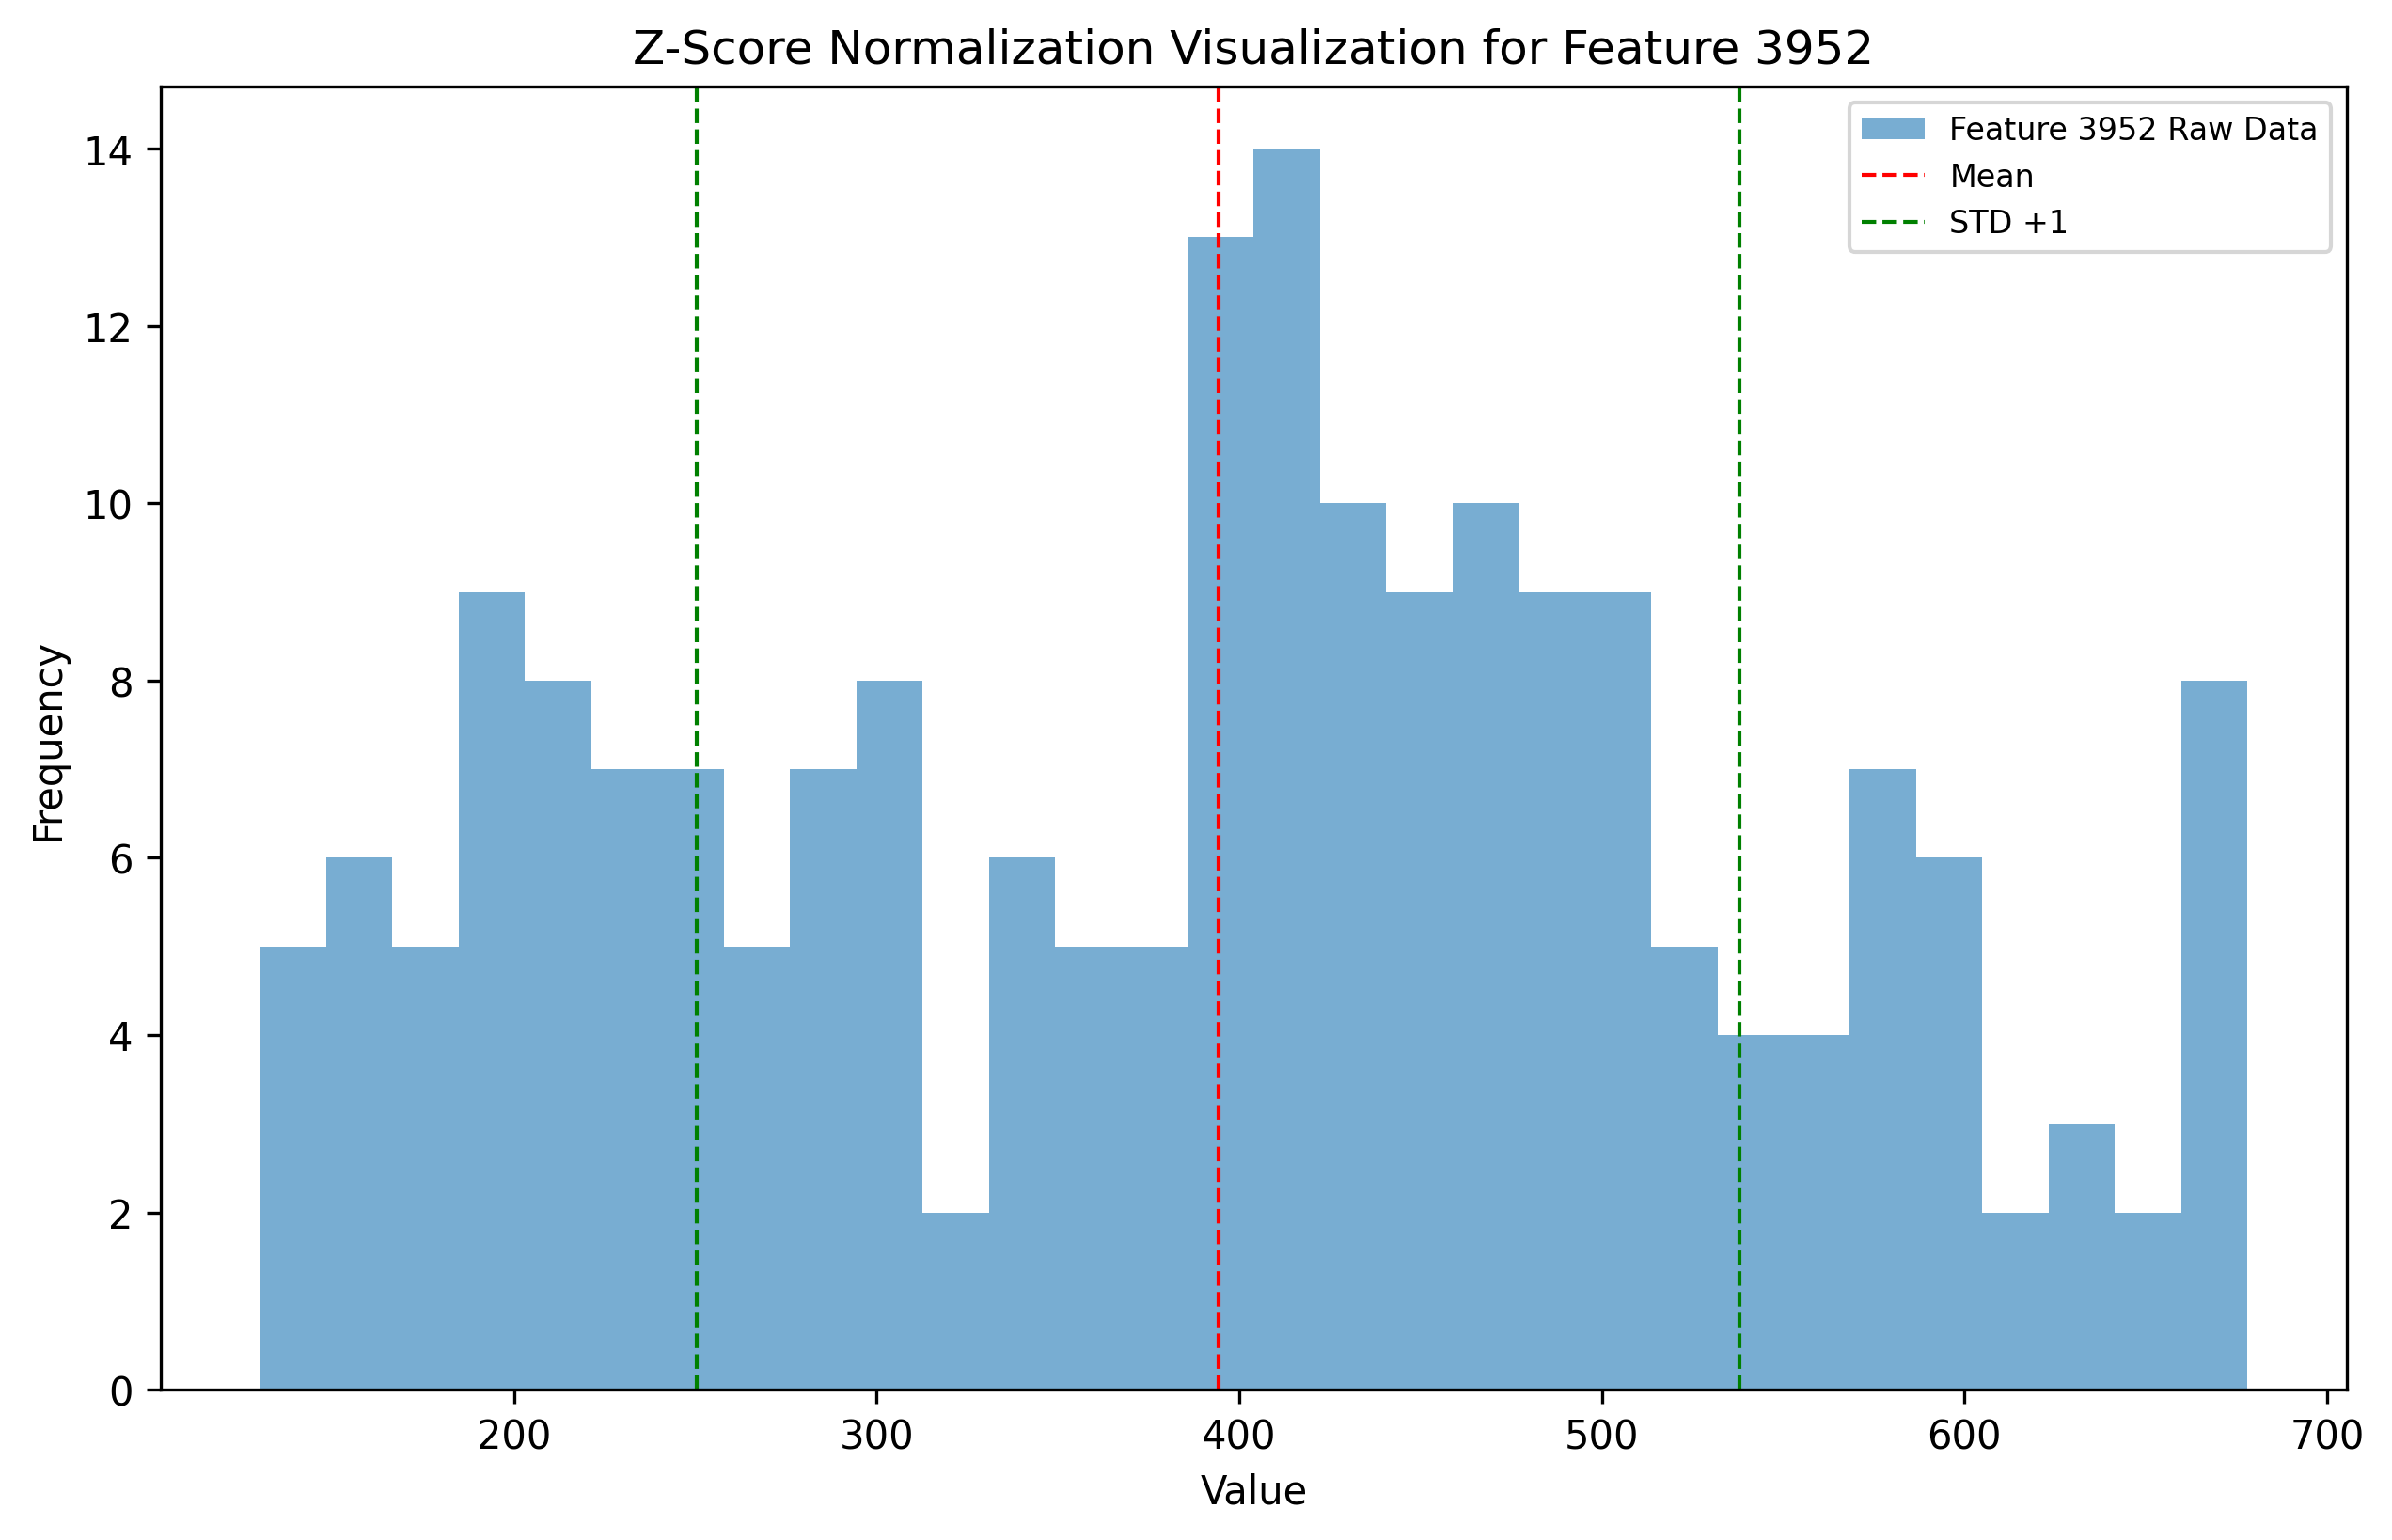 Z-Score Normalization Visualization for Feature 3952
Feature 3952 Raw Data
Mean
STD +1
14
12
10
8
6
4
2
0
Frequency
200 300 400 500 600 700
Value